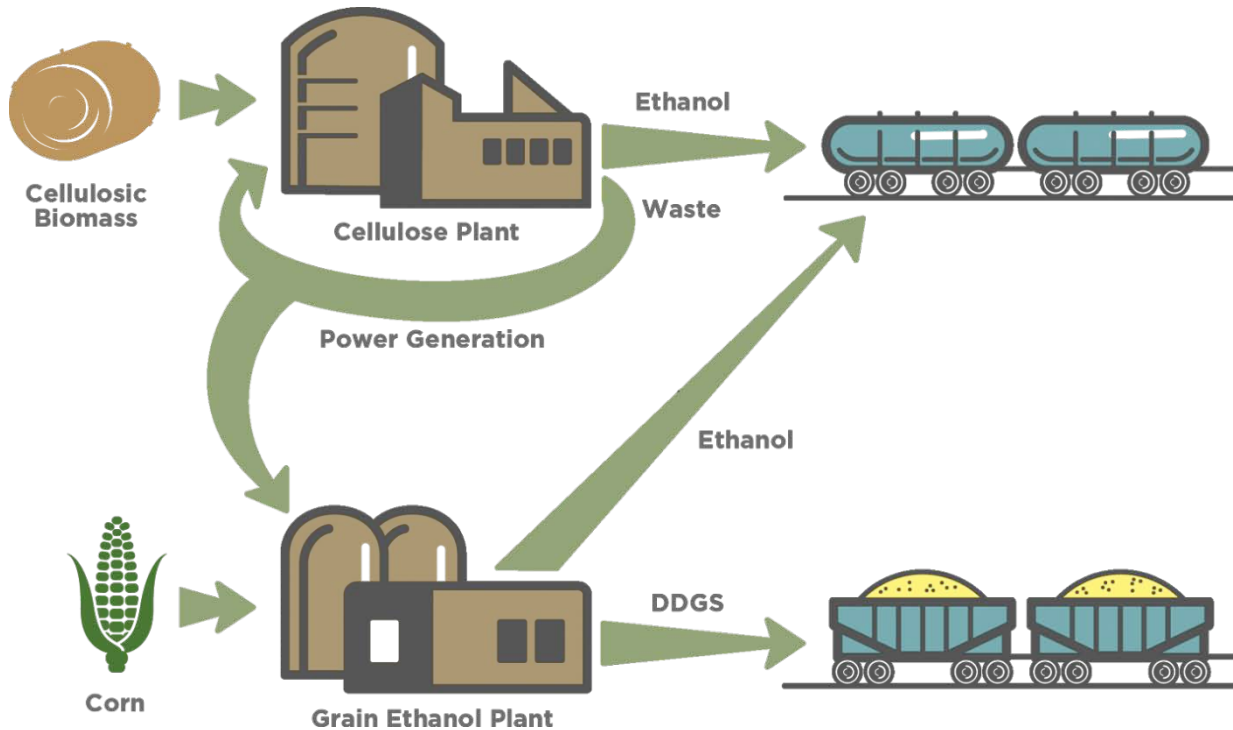 Cellulosic
Biomass
Cellulose Plant
Ethanol
Waste
Power Generation
Ethanol
Corn
Grain Ethanol Plant
DDGS